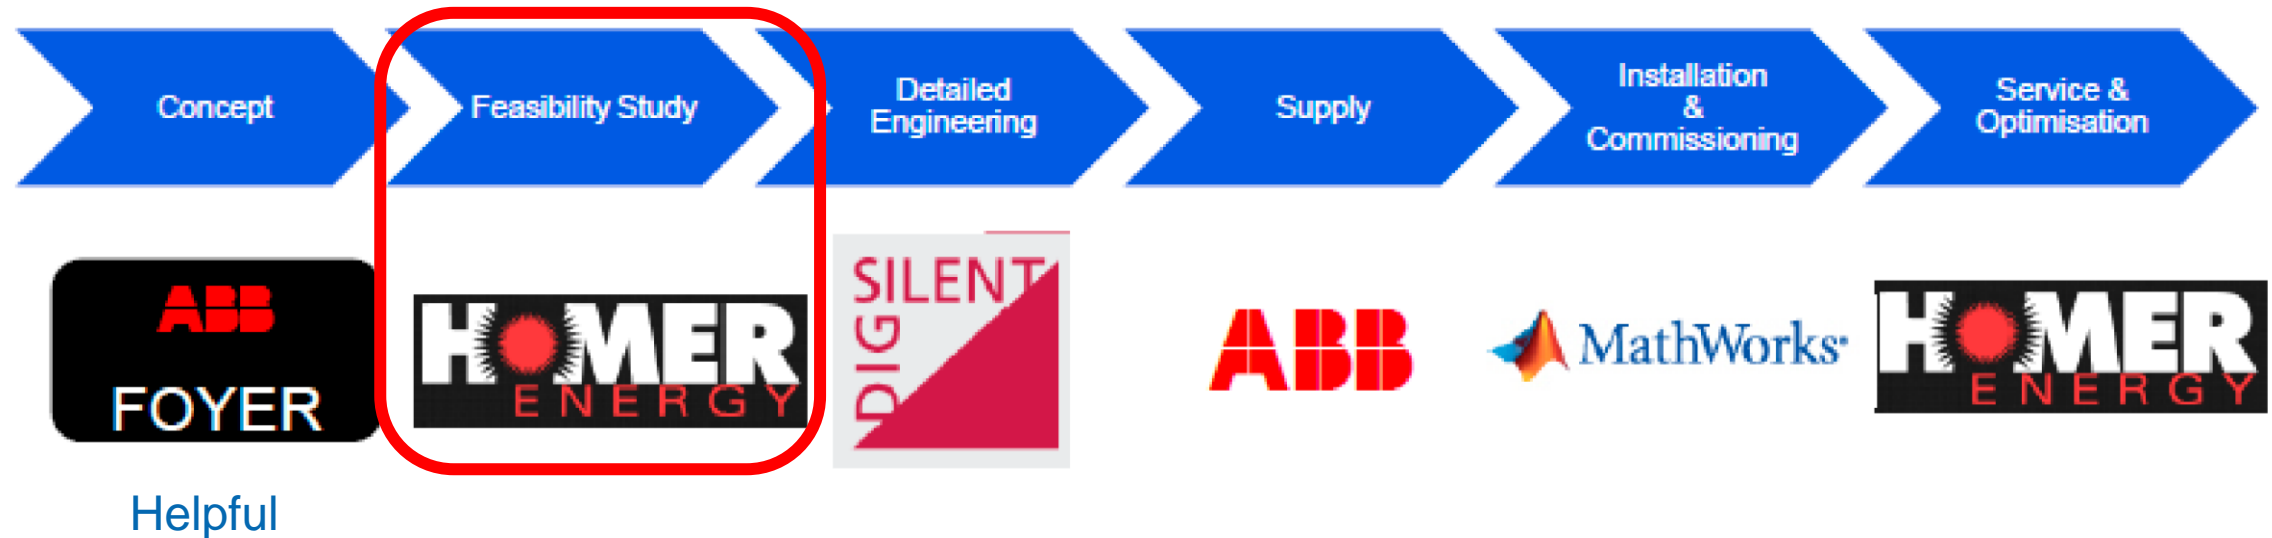 Concept
Feasibility Study
Detailed
Engineering
Supply
Installation
&
Commissioning
Service &
Optimisation
ABB
FOYER
HOMER
ENERGY
DIG
SILENT
ABB
MathWorks®
HOMER
ENERGY
Helpful